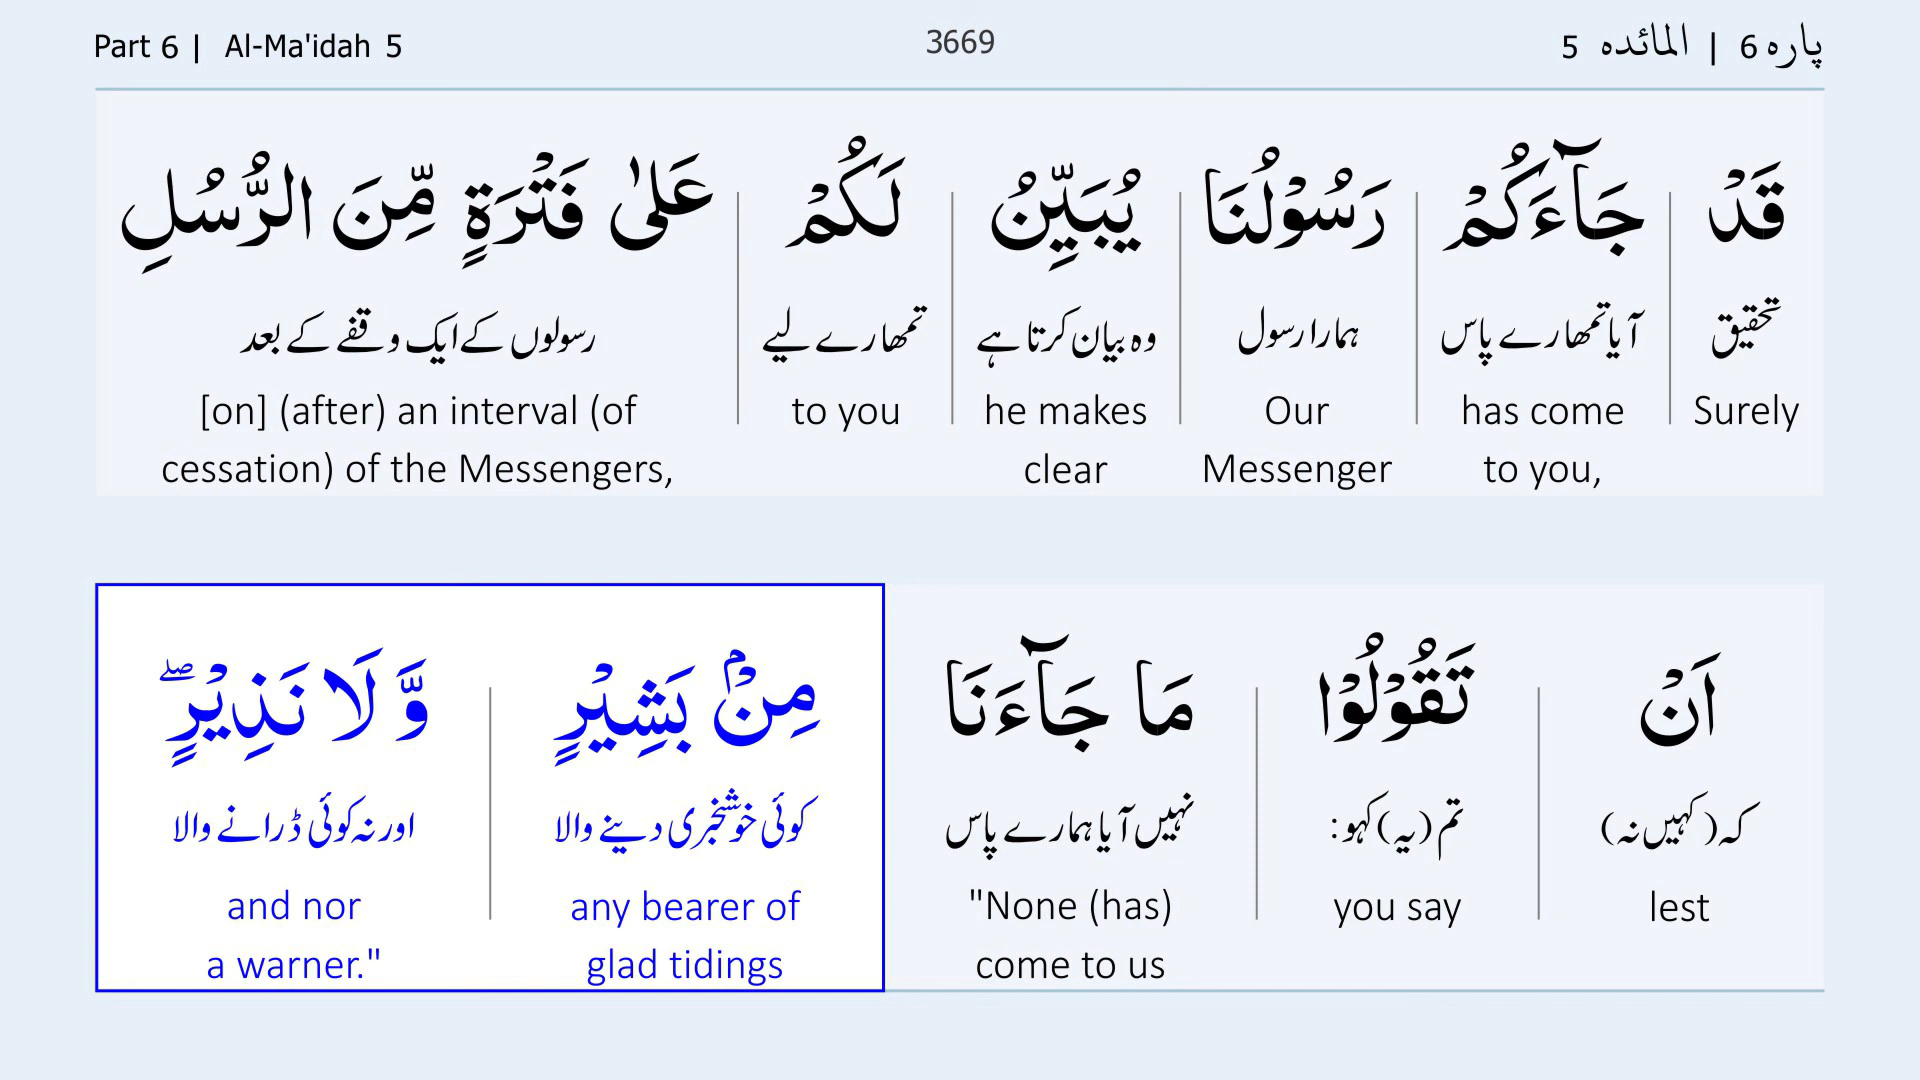 Part 6 | Al-Ma'idah 5
3669
پارہ 6 | المائدہ 5
قَدْ جَآءَكُمْ رَسُوْلُنَا يُبَيِّنُ لَكُمْ عَلٰى فَتْرَةٍ مِّنَ الرُّسُلِ
تحقیق آیا تمھارے پاس ہمارا رسول وہ بیان کرتا ہے تمھارے لیے رسولوں کے ایک وقفے کے بعد
Surely has come Our he makes to you [on] (after) an interval (of
to you, Messenger clear cessation) of the Messengers,
اَنْ تَقُوْلُوْا مَا جَآءَنَا مِنْۢ بَشِيْرٍ وَّ لَا نَذِيْرٍ ۖ
کہ (کہیں نہ) تم (یہ) کہو: نہیں آیا ہمارے پاس کوئی خوشخبری دینے والا اور نہ کوئی ڈرانے والا
lest you say "None (has) any bearer of and nor
come to us glad tidings a warner."